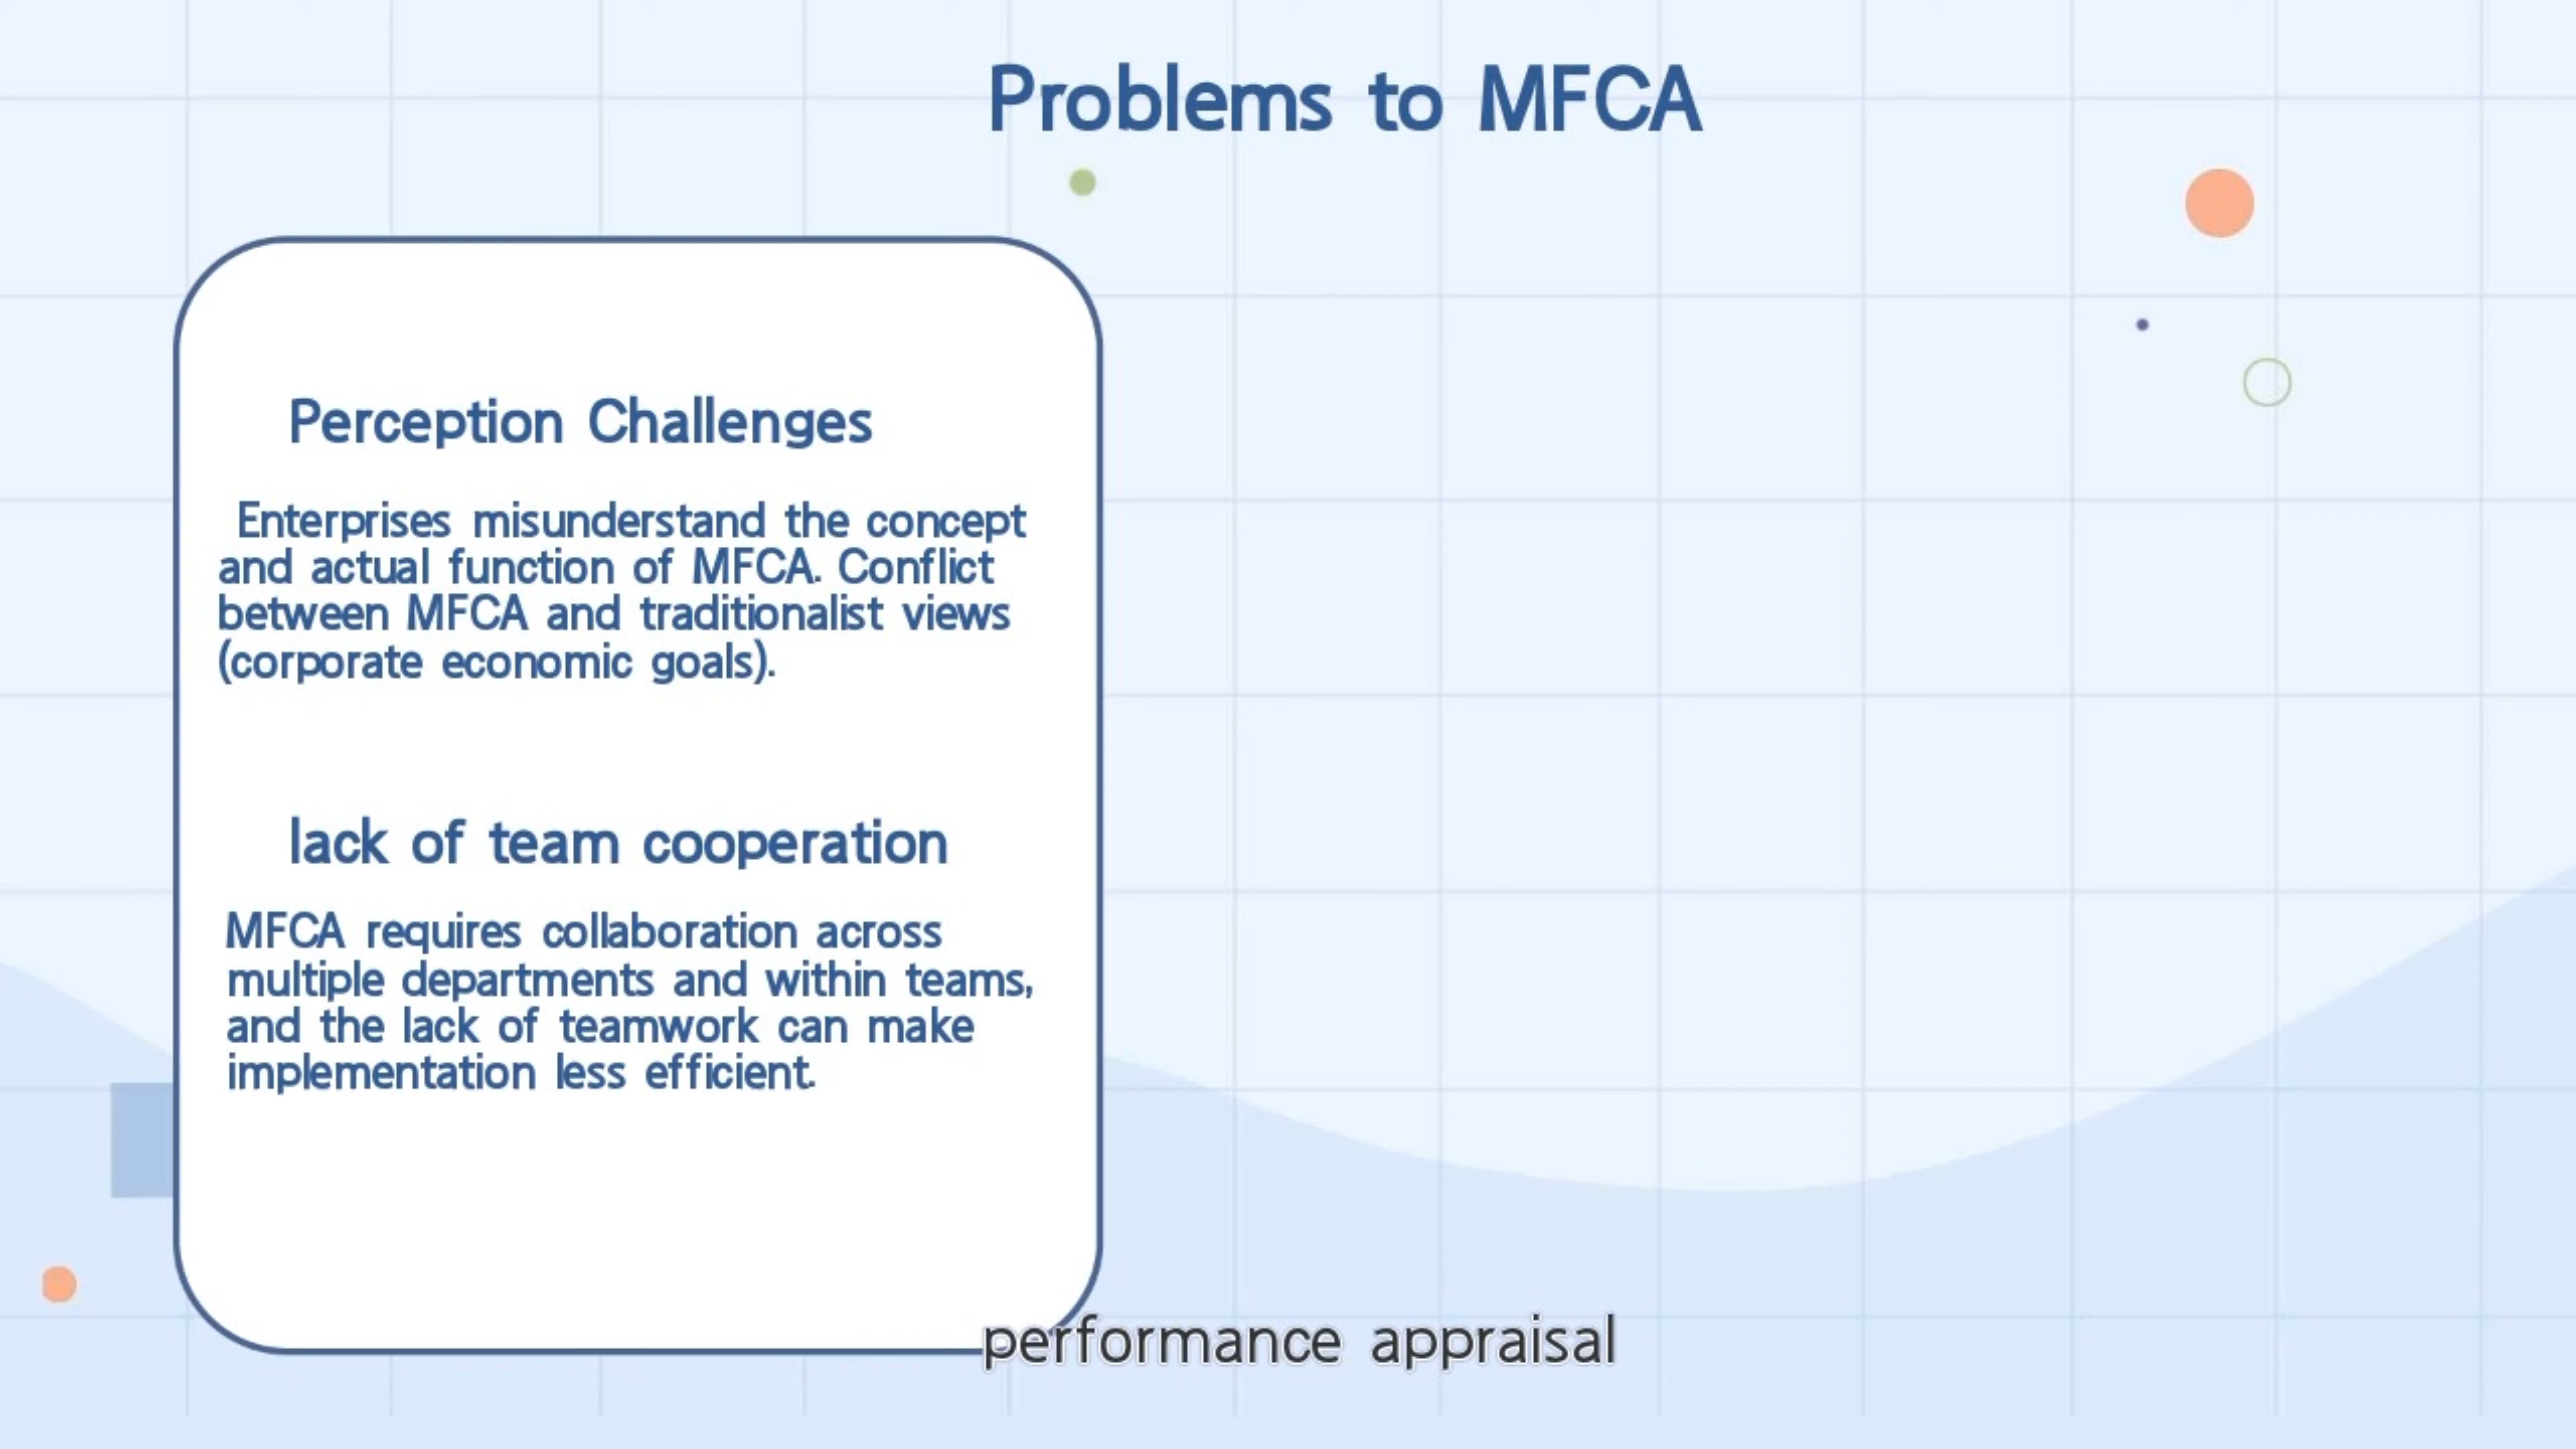 Problems to MFCA
Perception Challenges
Enterprises misunderstand the concept
and actual function of MFCA. Conflict
between MFCA and traditionalist views
(corporate economic goals).
lack of team cooperation
MFCA requires collaboration across
multiple departments and within teams,
and the lack of teamwork can make
implementation less efficient.
performance appraisal